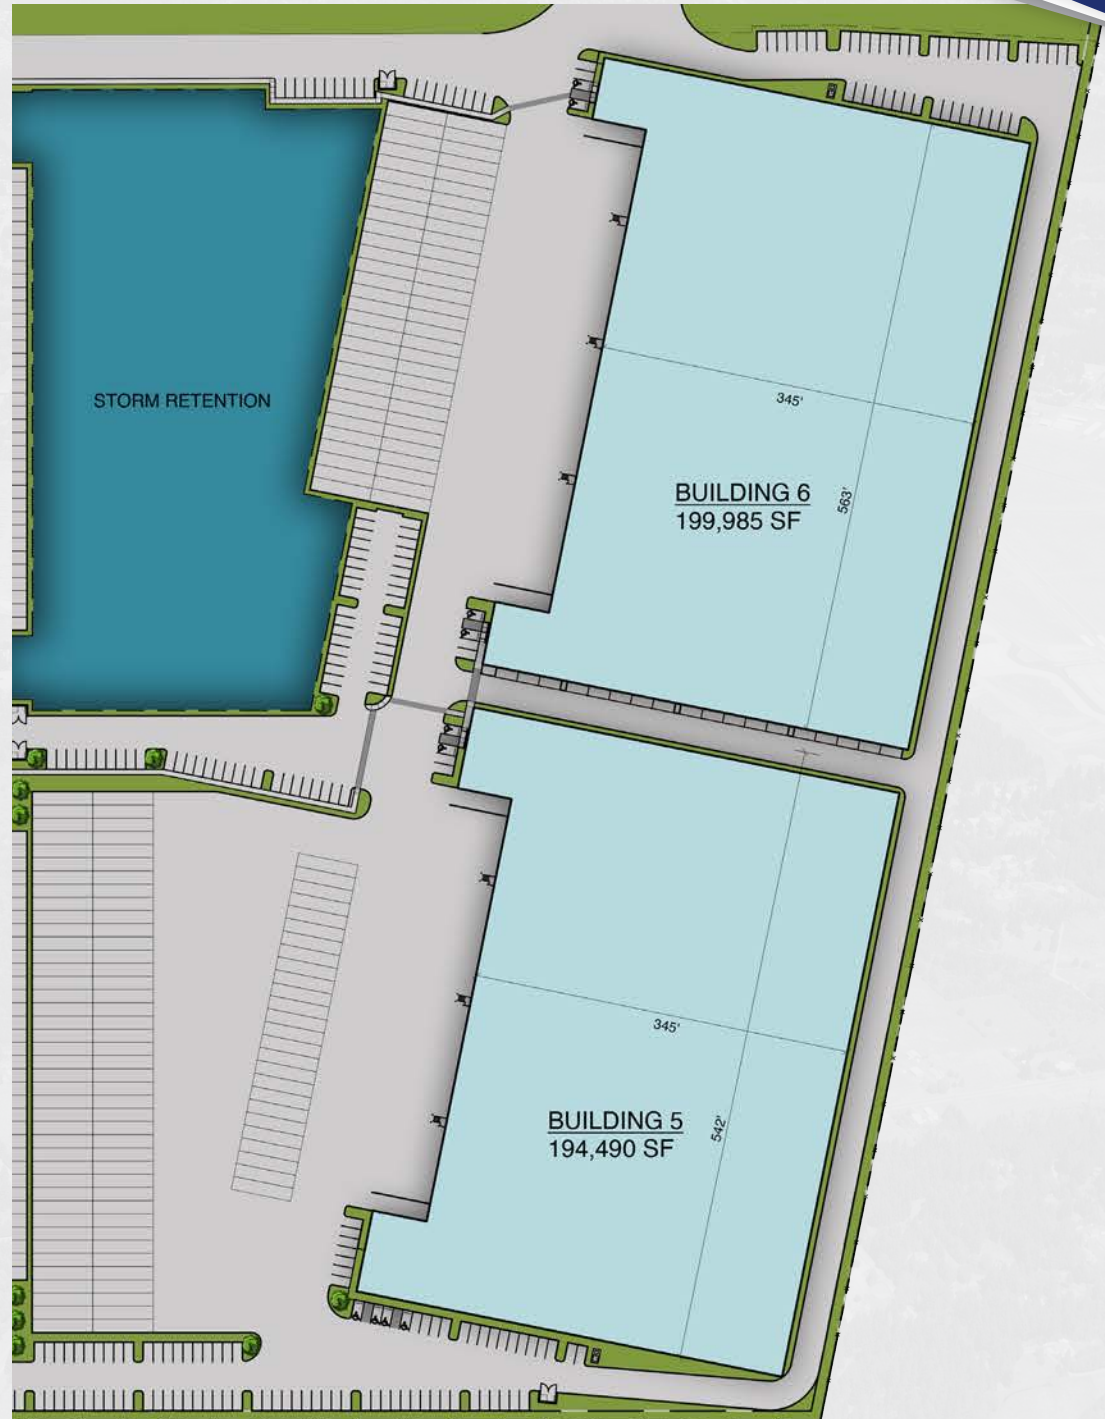 STORM RETENTION
345'
BUILDING 6
199,985 SF
563'
345'
BUILDING 5
194,490 SF
542'